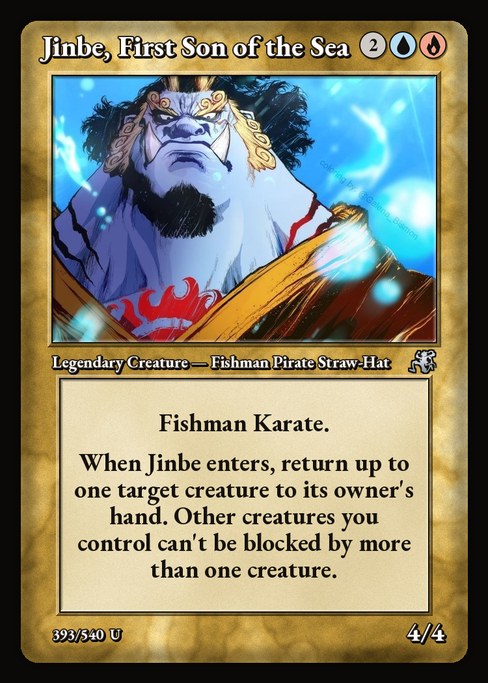 Jinbe, First Son of the Sea 2
Legendary Creature — Fishman Pirate Straw-Hat
Fishman Karate.
When Jinbe enters, return up to
one target creature to its owner's
hand. Other creatures you
control can't be blocked by more
than one creature.
393/540 U
4/4